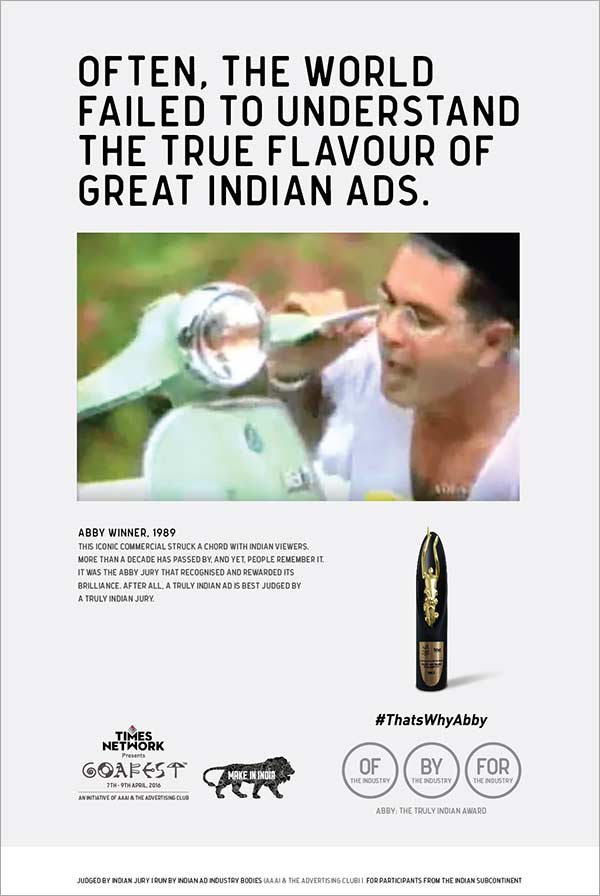 OFTEN, THE WORLD
FAILED TO UNDERSTAND
THE TRUE FLAVOUR OF
GREAT INDIAN ADS.
ABBY WINNER, 1989
THIS ICONIC COMMERCIAL STRUCK A CHORD WITH INDIAN VIEWERS.
MORE THAN A DECADE HAS PASSED BY, AND YET, PEOPLE REMEMBER IT.
IT WAS THE ABBY JURY THAT RECOGNISED AND REWARDED ITS
BRILLIANCE. AFTER ALL, A TRULY INDIAN AD IS BEST JUDGED BY
A TRULY INDIAN JURY.
#ThatsWhyAbby
TIMES
NETWORK
Presents
GOAFEST
7TH - 9TH APRIL, 2016
AN INITIATIVE OF AAAI & THE ADVERTISING CLUB
MAKE IN INDIA
OF
THE INDUSTRY
BY
THE INDUSTRY
FOR
THE INDUSTRY
ABBY: THE TRULY INDIAN AWARD
JUDGED BY INDIAN JURY I RUN BY INDIAN AD INDUSTRY BODIES (AAAI & THE ADVERTISING CLUB) I FOR PARTICIPANTS FROM THE INDIAN SUBCONTINENT